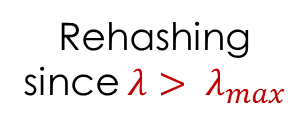 Rehashing
since λ > λmax